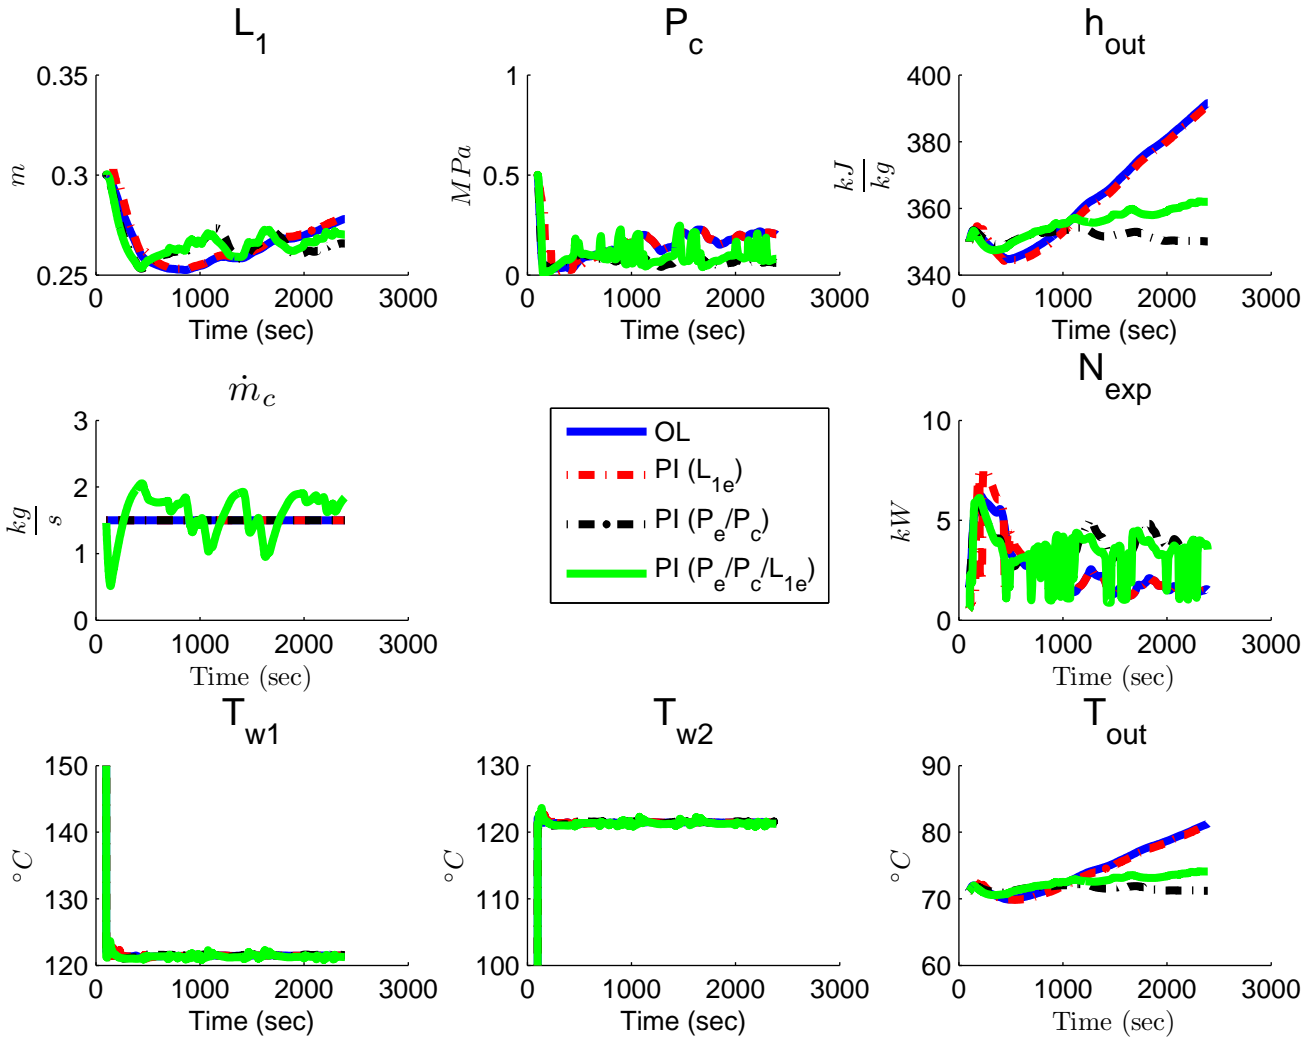 L1
m
0.35
0.3
0.25
0 1000 2000 3000
Time (sec)
Pc
MPa
1
0.5
0
0 1000 2000 3000
Time (sec)
hout
kJ
kg
400
380
360
340
0 1000 2000 3000
Time (sec)
ṁc
kg
s
3
2
1
0
0 1000 2000 3000
Time (sec)
OL
PI (L1e)
PI (Pe/Pc)
PI (Pe/Pc/L1e)
Nexp
kW
10
5
0
0 1000 2000 3000
Time (sec)
Tw1
°C
150
140
130
120
0 1000 2000 3000
Time (sec)
Tw2
°C
130
120
110
100
0 1000 2000 3000
Time (sec)
Tout
°C
90
80
70
60
0 1000 2000 3000
Time (sec)